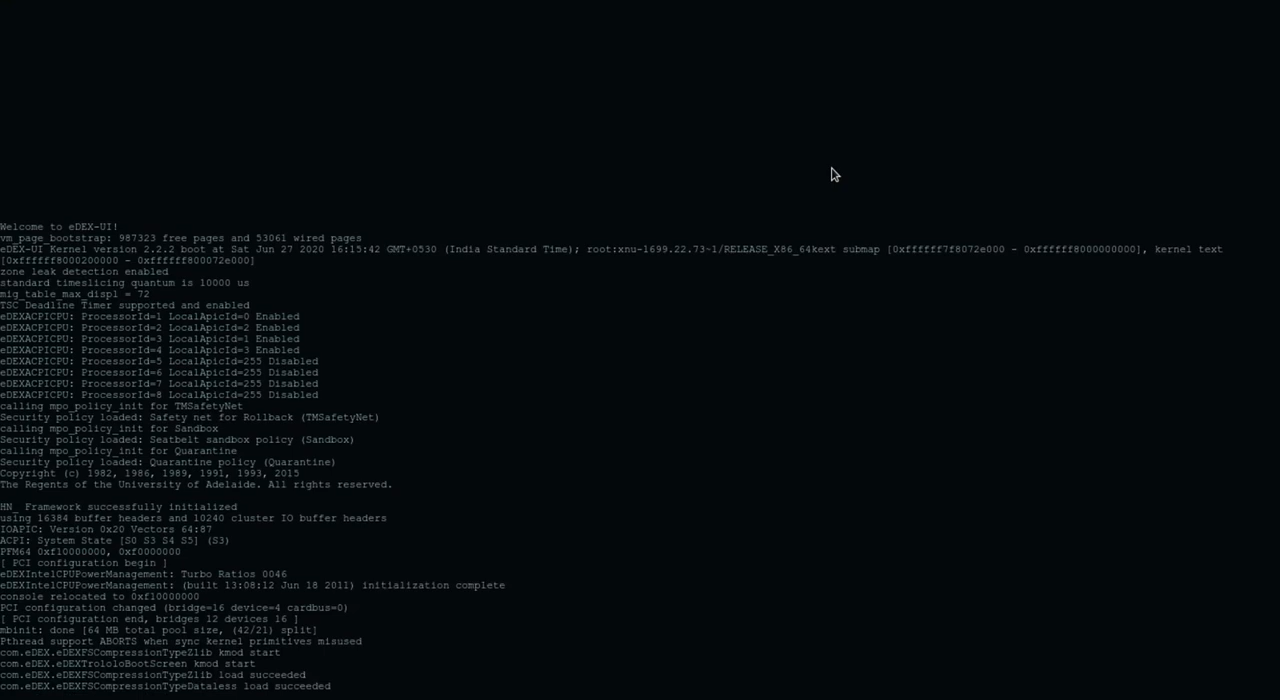 Welcome to eDEX-UI!
vm_page_bootstrap: 987323 free pages and 53061 wired pages
eDEX-UI Kernel version 2.2.2 boot at Sat Jun 27 2020 16:15:42 GMT+0530 (India Standard Time); root:xnu-1699.22.73~1/RELEASE_X86_64kext submap [0xffffff7f8072e000 - 0xffffff8000000000], kernel text
[0xffffff8000200000 - 0xffffff800072e000]
zone leak detection enabled
standard timeslicing quantum is 10000 us
mig_table_max_displ = 72
TSC Deadline Timer supported and enabled
eDEXACPICPU: ProcessorId=1 LocalApicId=0 Enabled
eDEXACPICPU: ProcessorId=2 LocalApicId=2 Enabled
eDEXACPICPU: ProcessorId=3 LocalApicId=1 Enabled
eDEXACPICPU: ProcessorId=4 LocalApicId=3 Enabled
eDEXACPICPU: ProcessorId=5 LocalApicId=255 Disabled
eDEXACPICPU: ProcessorId=6 LocalApicId=255 Disabled
eDEXACPICPU: ProcessorId=7 LocalApicId=255 Disabled
eDEXACPICPU: ProcessorId=8 LocalApicId=255 Disabled
calling mpo_policy_init for TMSafetyNet
Security policy loaded: Safety net for Rollback (TMSafetyNet)
calling mpo_policy_init for Sandbox
Security policy loaded: Seatbelt sandbox policy (Sandbox)
calling mpo_policy_init for Quarantine
Security policy loaded: Quarantine policy (Quarantine)
Copyright (c) 1982, 1986, 1989, 1991, 1993, 2015
The Regents of the University of Adelaide. All rights reserved.
HN_ Framework successfully initialized
using 16384 buffer headers and 10240 cluster IO buffer headers
IOAPIC: Version 0x20 Vectors 64:87
ACPI: System State [S0 S3 S4 S5] (S3)
PFM64 0xf10000000, 0xf0000000
[ PCI configuration begin ]
eDEXIntelCPUPowerManagement: Turbo Ratios 0046
eDEXIntelCPUPowerManagement: (built 13:08:12 Jun 18 2011) initialization complete
console relocated to 0xf10000000
PCI configuration changed (bridge=16 device=4 cardbus=0)
[ PCI configuration end, bridges 12 devices 16 ]
mbinit: done [64 MB total pool size, (42/21) split]
Pthread support ABORTS when sync kernel primitives misused
com.eDEX.eDEXFSCompressionTypeZlib kmod start
com.eDEX.eDEXTrololoBootScreen kmod start
com.eDEX.eDEXFSCompressionTypeZlib load succeeded
com.eDEX.eDEXFSCompressionTypeDataless load succeeded